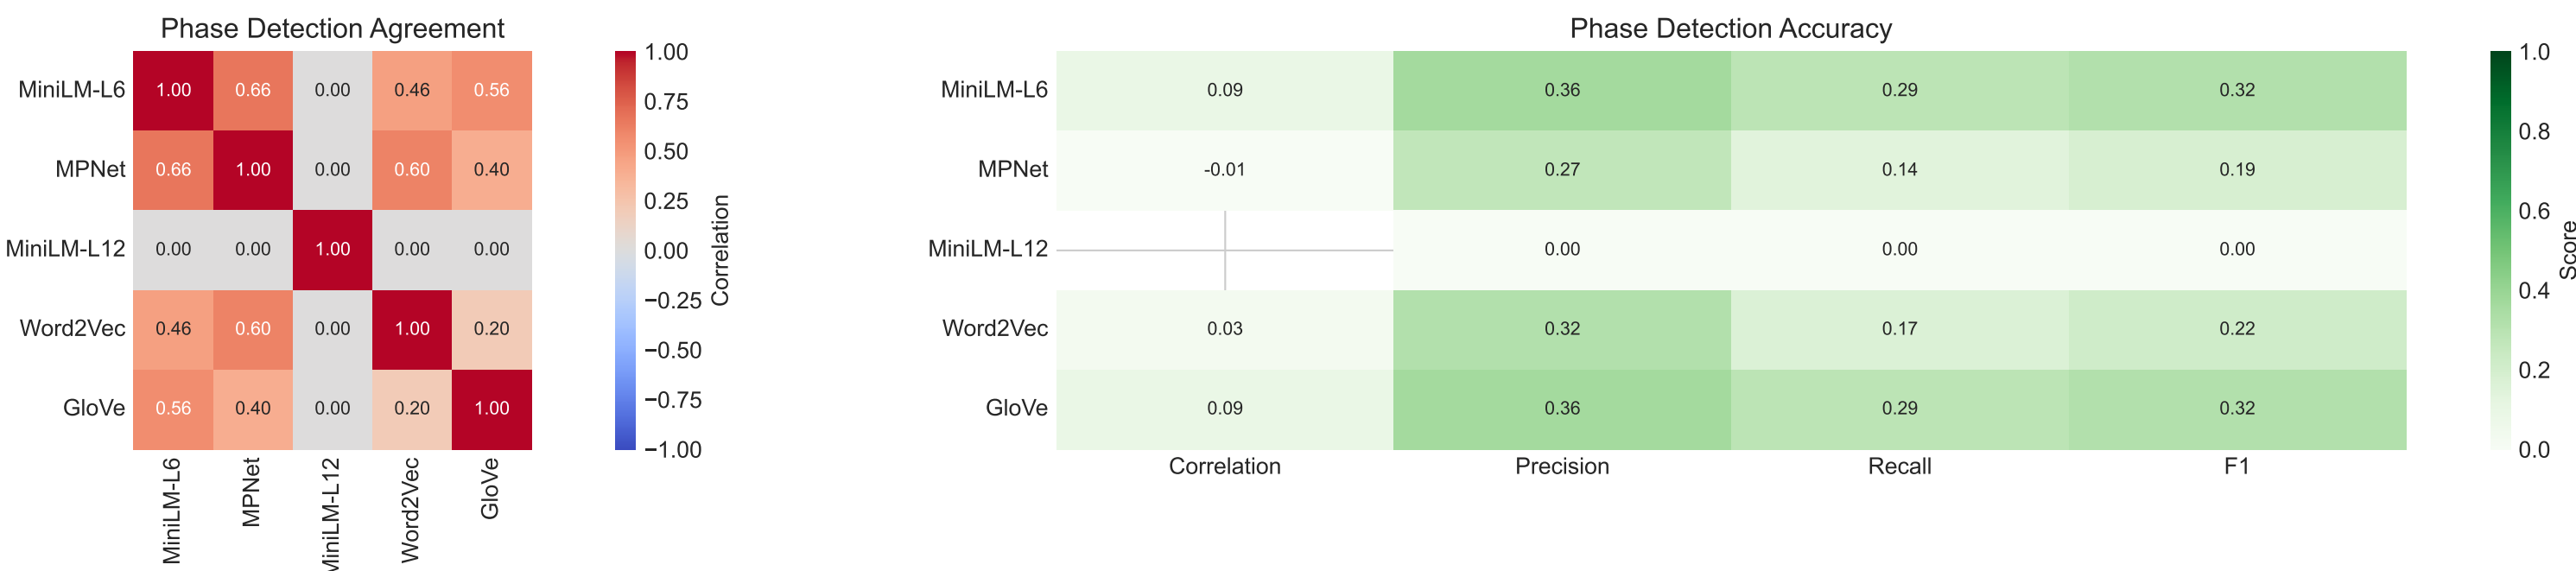 Phase Detection Agreement
MiniLM-L6 1.00 0.66 0.00 0.46 0.56
MPNet 0.66 1.00 0.00 0.60 0.40
MiniLM-L12 0.00 0.00 1.00 0.00 0.00
Word2Vec 0.46 0.60 0.00 1.00 0.20
GloVe 0.56 0.40 0.00 0.20 1.00
MiniLM-L6
MPNet
MiniLM-L12
Word2Vec
GloVe
1.00
0.75
0.50
0.25
0.00
−0.25
−0.50
−0.75
−1.00
Correlation
Phase Detection Accuracy
MiniLM-L6 0.09 0.36 0.29 0.32
MPNet -0.01 0.27 0.14 0.19
MiniLM-L12 0.00 0.00 0.00
Word2Vec 0.03 0.32 0.17 0.22
GloVe 0.09 0.36 0.29 0.32
Correlation Precision Recall F1
1.0
0.8
0.6
0.4
0.2
0.0
Score